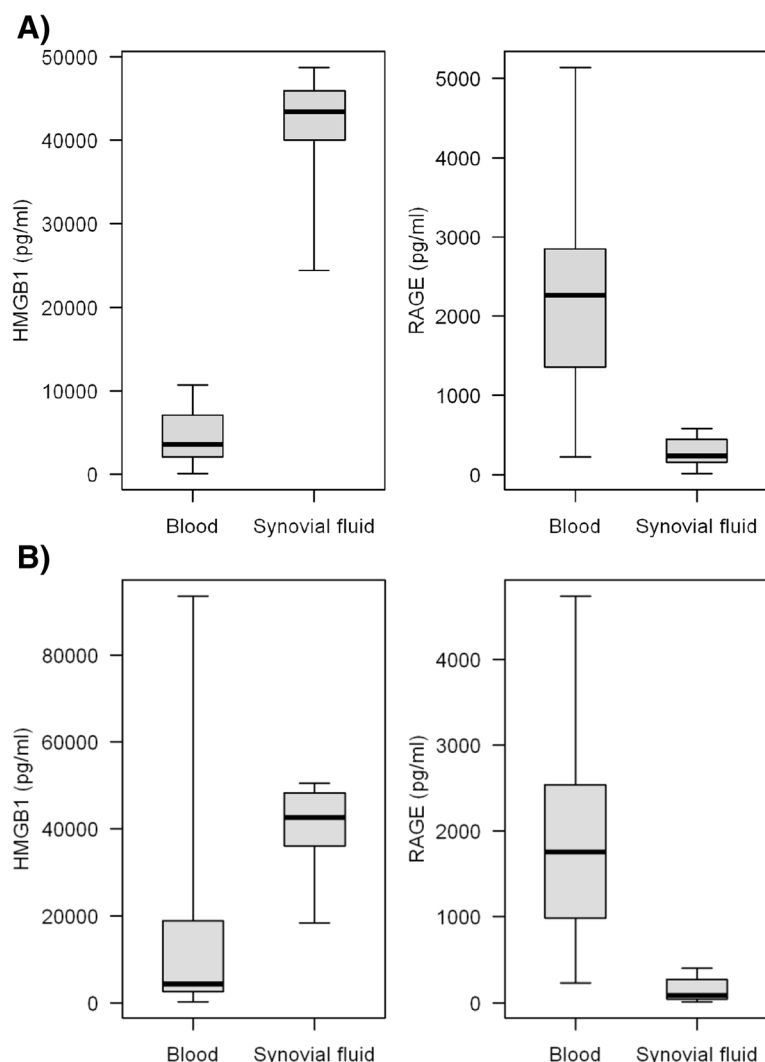 A)
HMGB1 (pg/ml)
50000
40000
30000
20000
10000
0
Blood Synovial fluid
RAGE (pg/ml)
5000
4000
3000
2000
1000
0
Blood Synovial fluid
B)
HMGB1 (pg/ml)
80000
60000
40000
20000
0
Blood Synovial fluid
RAGE (pg/ml)
4000
3000
2000
1000
0
Blood Synovial fluid